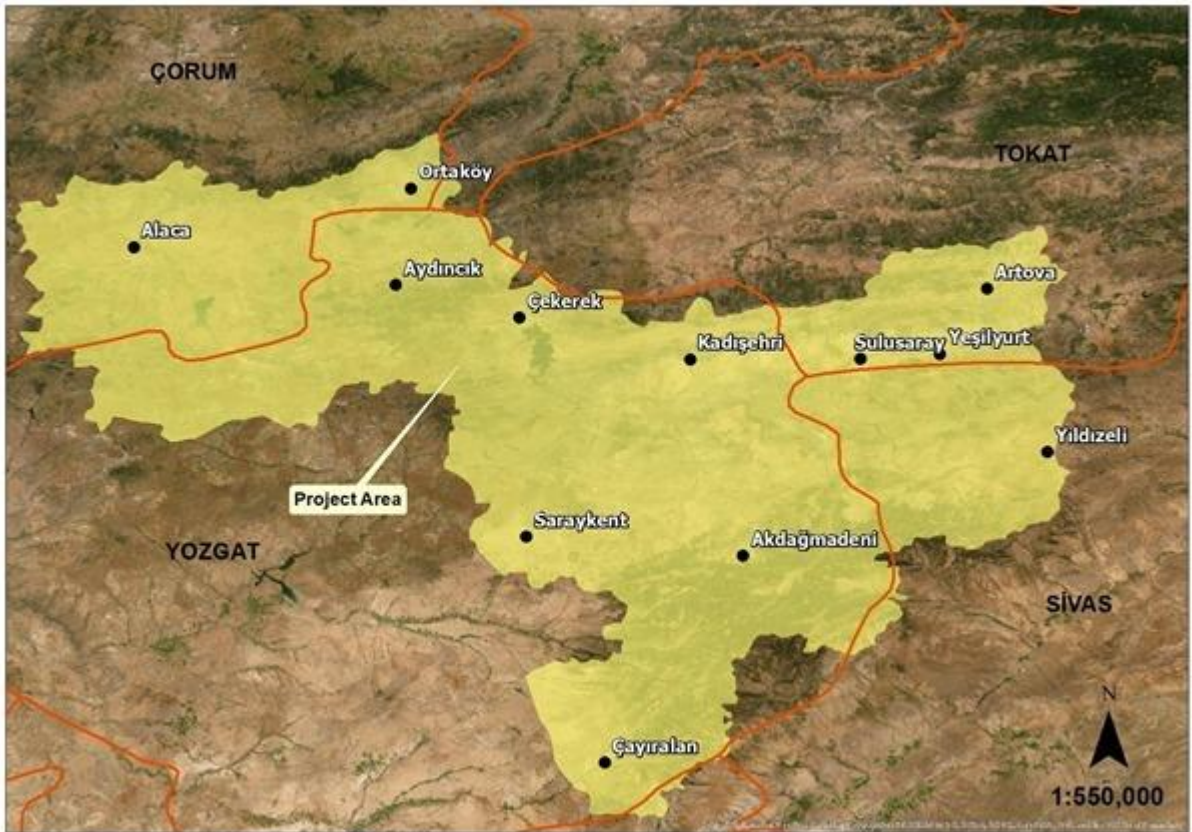 ÇORUM
TOKAT
Ortaköy
Alaca
Aydıncık
Artova
Çekerek
Kadışehri
Sulusaray
Yeşilyurt
Yıldızeli
Project Area
Saraykent
Akdağmadeni
YOZGAT
SİVAS
Çayıralan
N
1:550,000